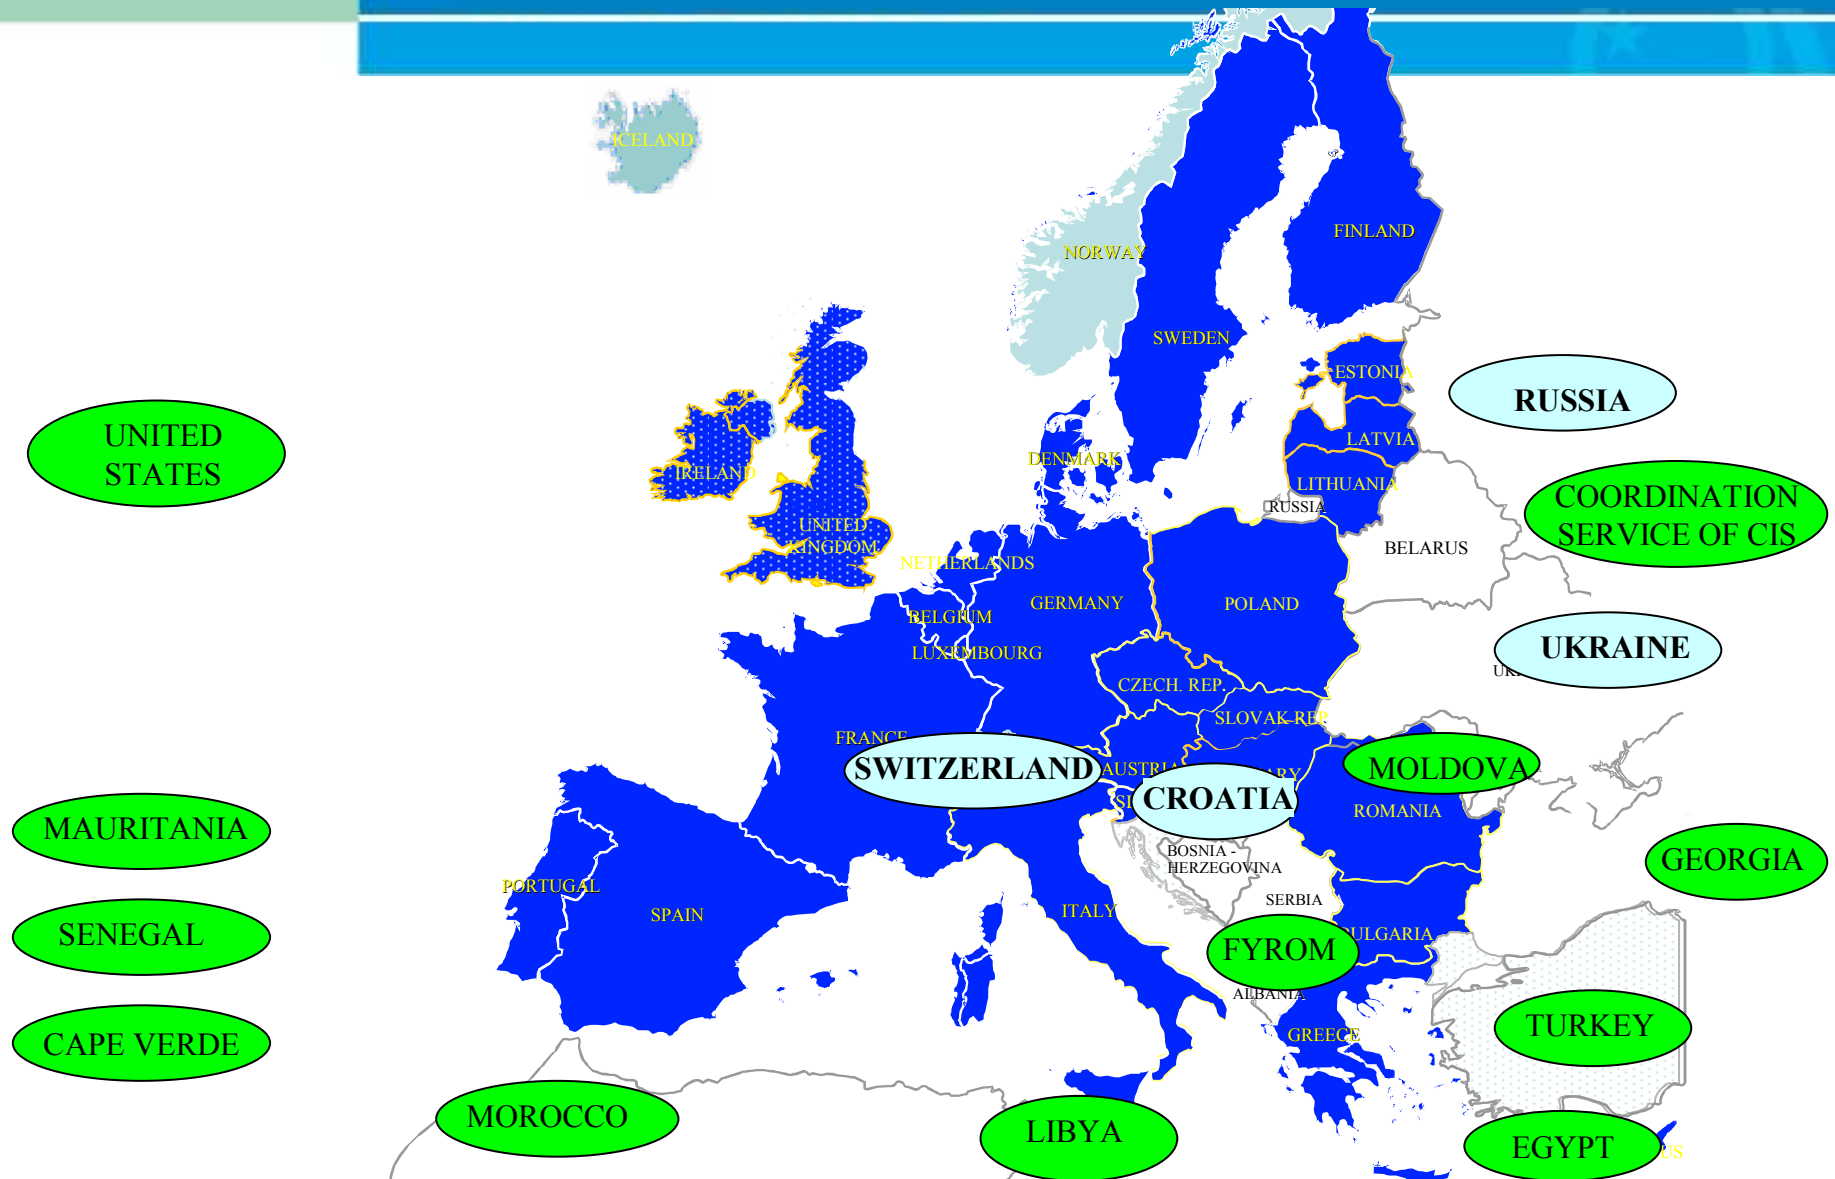 ICELAND
NORWAY
FINLAND
SWEDEN
ESTONIA
RUSSIA
UNITED
STATES
LATVIA
DENMARK
IRELAND
LITHUANIA
RUSSIA
COORDINATION
SERVICE OF CIS
UNITED
KINGDOM
BELARUS
NETHERLANDS
GERMANY
POLAND
BELGIUM
LUXEMBOURG
UKRAINE
CZECH. REP.
SLOVAK REP
FRANCE
SWITZERLAND
AUSTRIA
MOLDOVA
CROATIA
ROMANIA
MAURITANIA
BOSNIA -
HERZEGOVINA
GEORGIA
PORTUGAL
SPAIN
ITALY
SERBIA
SENEGAL
BULGARIA
FYROM
ALBANIA
TURKEY
GREECE
CAPE VERDE
MOROCCO
LIBYA
EGYPT